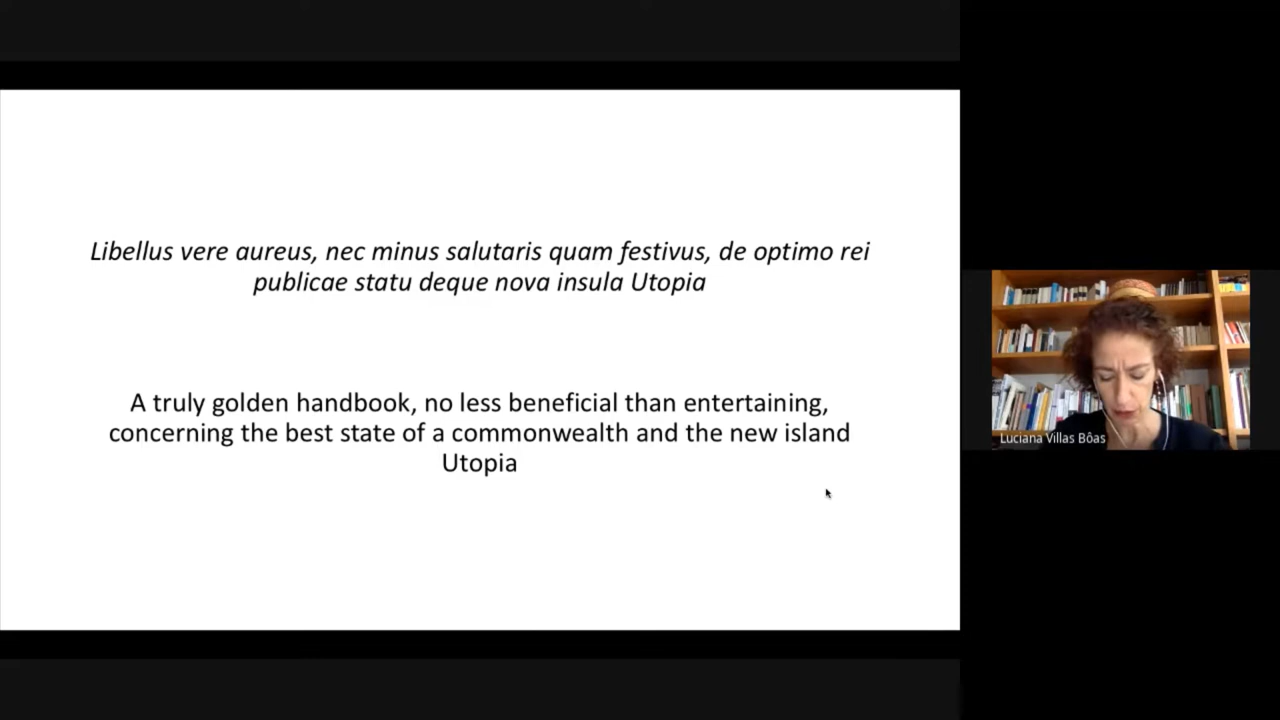 Libellus vere aureus, nec minus salutaris quam festivus, de optimo rei
publicae statu deque nova insula Utopia
A truly golden handbook, no less beneficial than entertaining,
concerning the best state of a commonwealth and the new island
Utopia
Luciana Villas Bôas